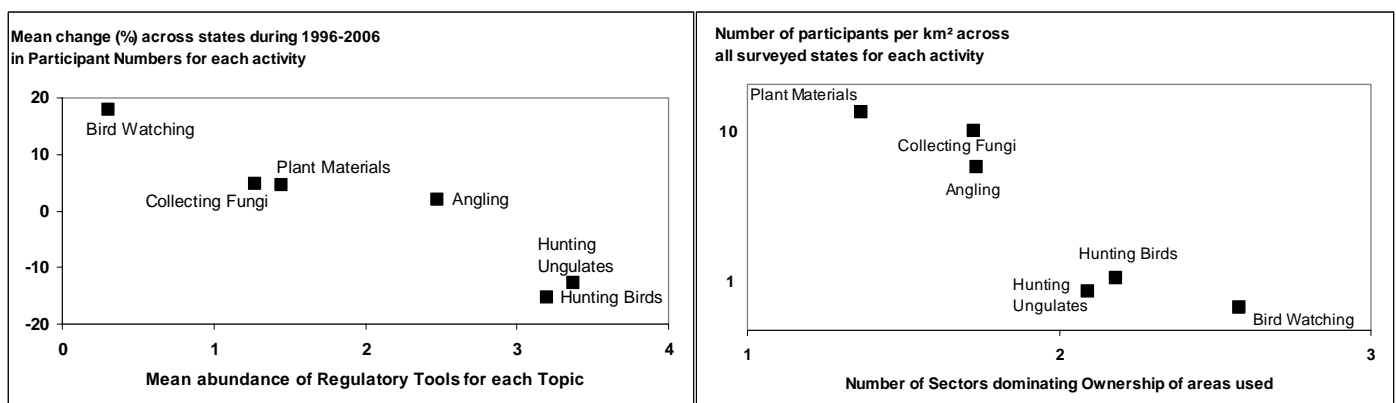 Mean change (%) across states during 1996-2006
in Participant Numbers for each activity
20
10
0
-10
-20
Bird Watching
Plant Materials
Collecting Fungi
Angling
Hunting
Ungulates
Hunting Birds
0 1 2 3 4
Mean abundance of Regulatory Tools for each Topic
Number of participants per km² across
all surveyed states for each activity
Plant Materials
10
Collecting Fungi
Angling
Hunting Birds
1
Hunting
Ungulates
Bird Watching
1 2 3
Number of Sectors dominating Ownership of areas used